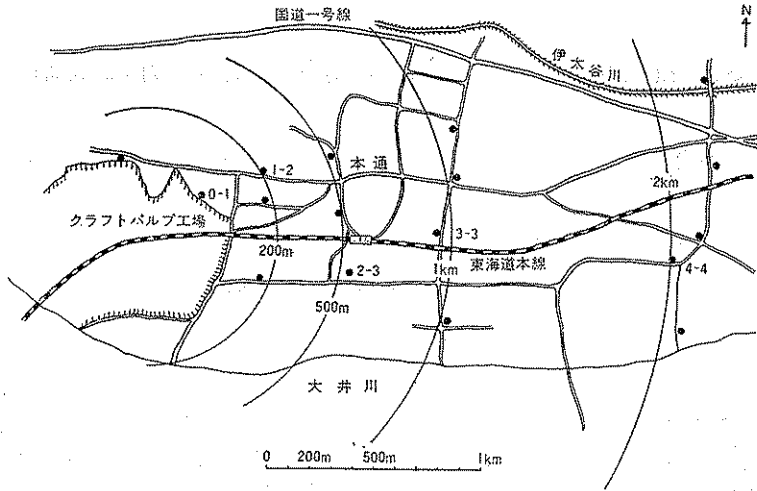 国道一号線
N
伊太谷川
本通
1-2
0-1
2km
クラフトパルプ工場
3-3
200m
1km
東海道本線
2-3
4-4
500m
大井川
0 200m 500m 1km